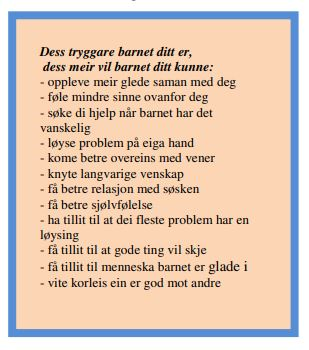 Dess tryggare barnet ditt er,
dess meir vil barnet ditt kunne:
- oppleve meir glede saman med deg
- føle mindre sinne ovanfor deg
- søke di hjelp når barnet har det
vanskelig
- løyse problem på eiga hand
- kome betre overeins med vener
- knyte langvarige venskap
- få betre relasjon med søsken
- få betre sjølvfølelse
- ha tillit til at dei fleste problem har en
løysing
- få tillit til at gode ting vil skje
- få tillit til menneska barnet er glade i
- vite korleis ein er god mot andre